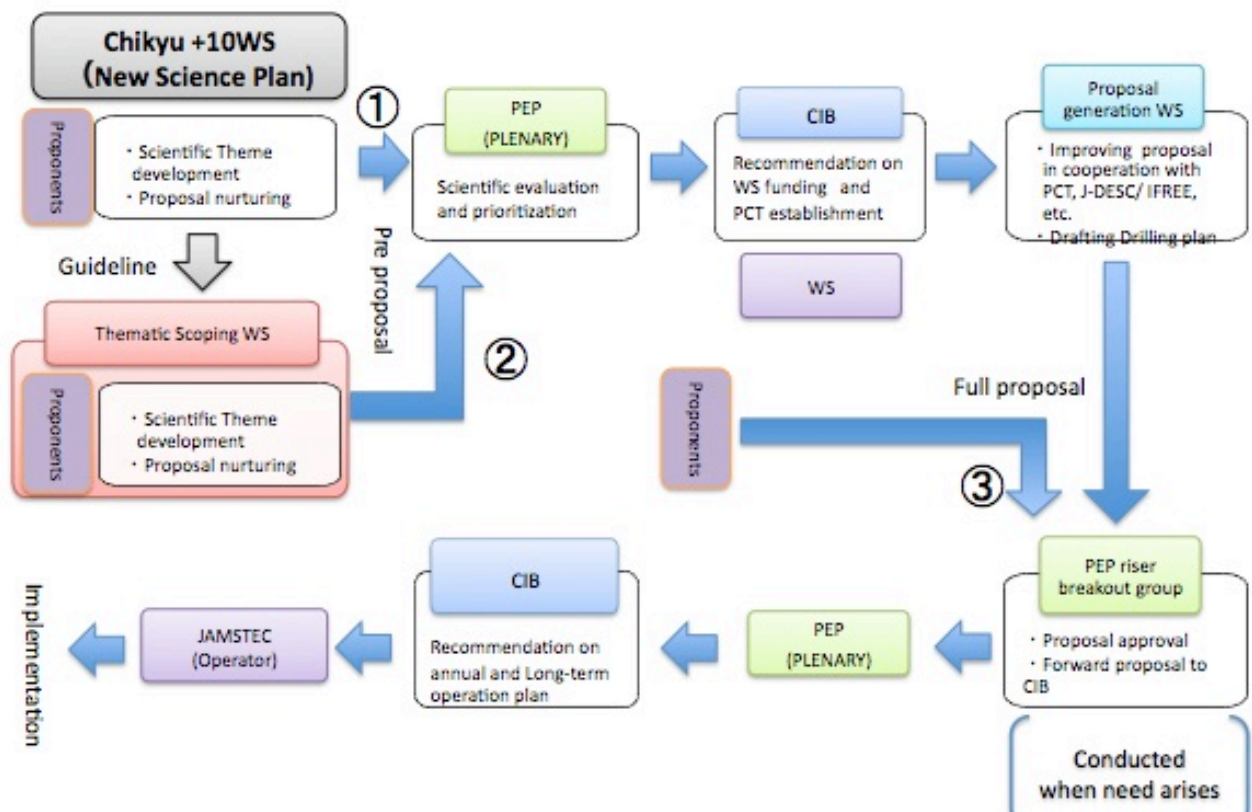 Chikyu +10WS
(New Science Plan)
Proponents
・ Scientific Theme
development
・ Proposal nurturing
①
Pre proposal
PEP
(PLENARY)
Scientific evaluation
and prioritization
CIB
Recommendation on
WS funding and
PCT establishment
WS
Proposal
generation WS
・ Improving proposal
in cooperation with
PCT, J-DESC/ IFREE,
etc.
・ Drafting Drilling plan
Guideline
Thematic Scoping WS
Proponents
・ Scientific Theme
development
・ Proposal nurturing
②
Proponents
Full proposal
③
PEP riser
breakout group
・ Proposal approval
・ Forward proposal to
CIB
Conducted
when need arises
PEP
(PLENARY)
CIB
Recommendation on
annual and Long-term
operation plan
JAMSTEC
(Operator)
Implementation